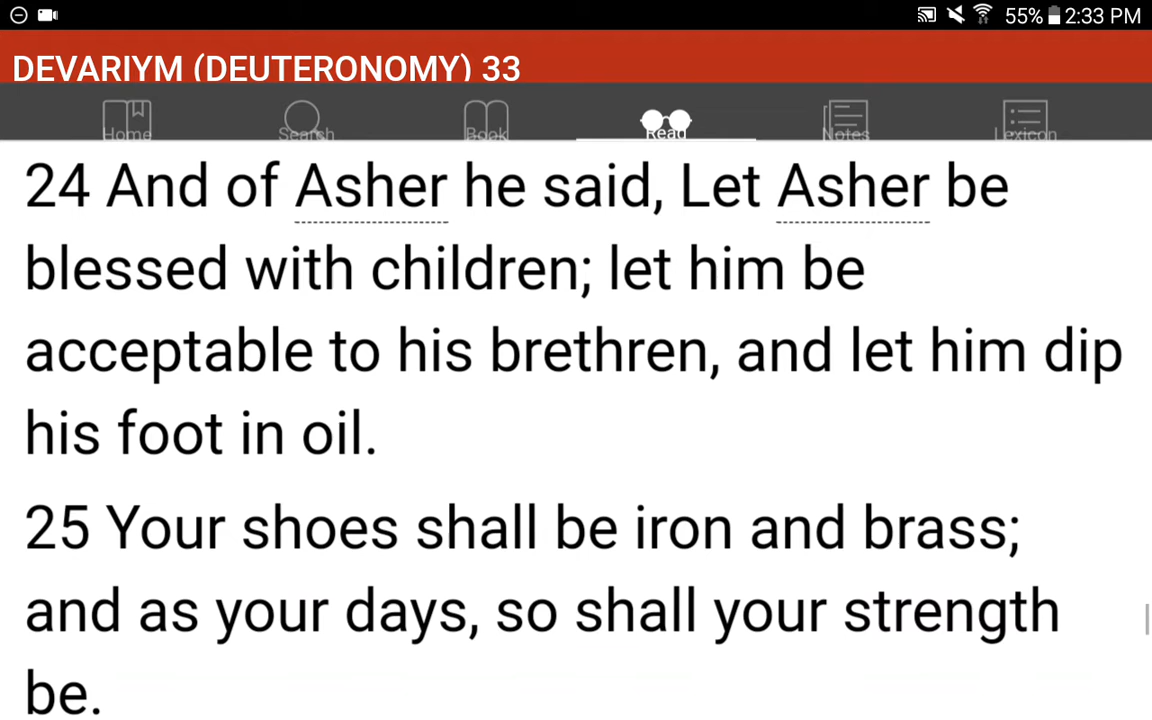 55% 2:33 PM
DEVARIYM (DEUTERONOMY) 33
Home Search Book Read Notes Lexicon
24 And of Asher he said, Let Asher be
blessed with children; let him be
acceptable to his brethren, and let him dip
his foot in oil.
25 Your shoes shall be iron and brass;
and as your days, so shall your strength
be.